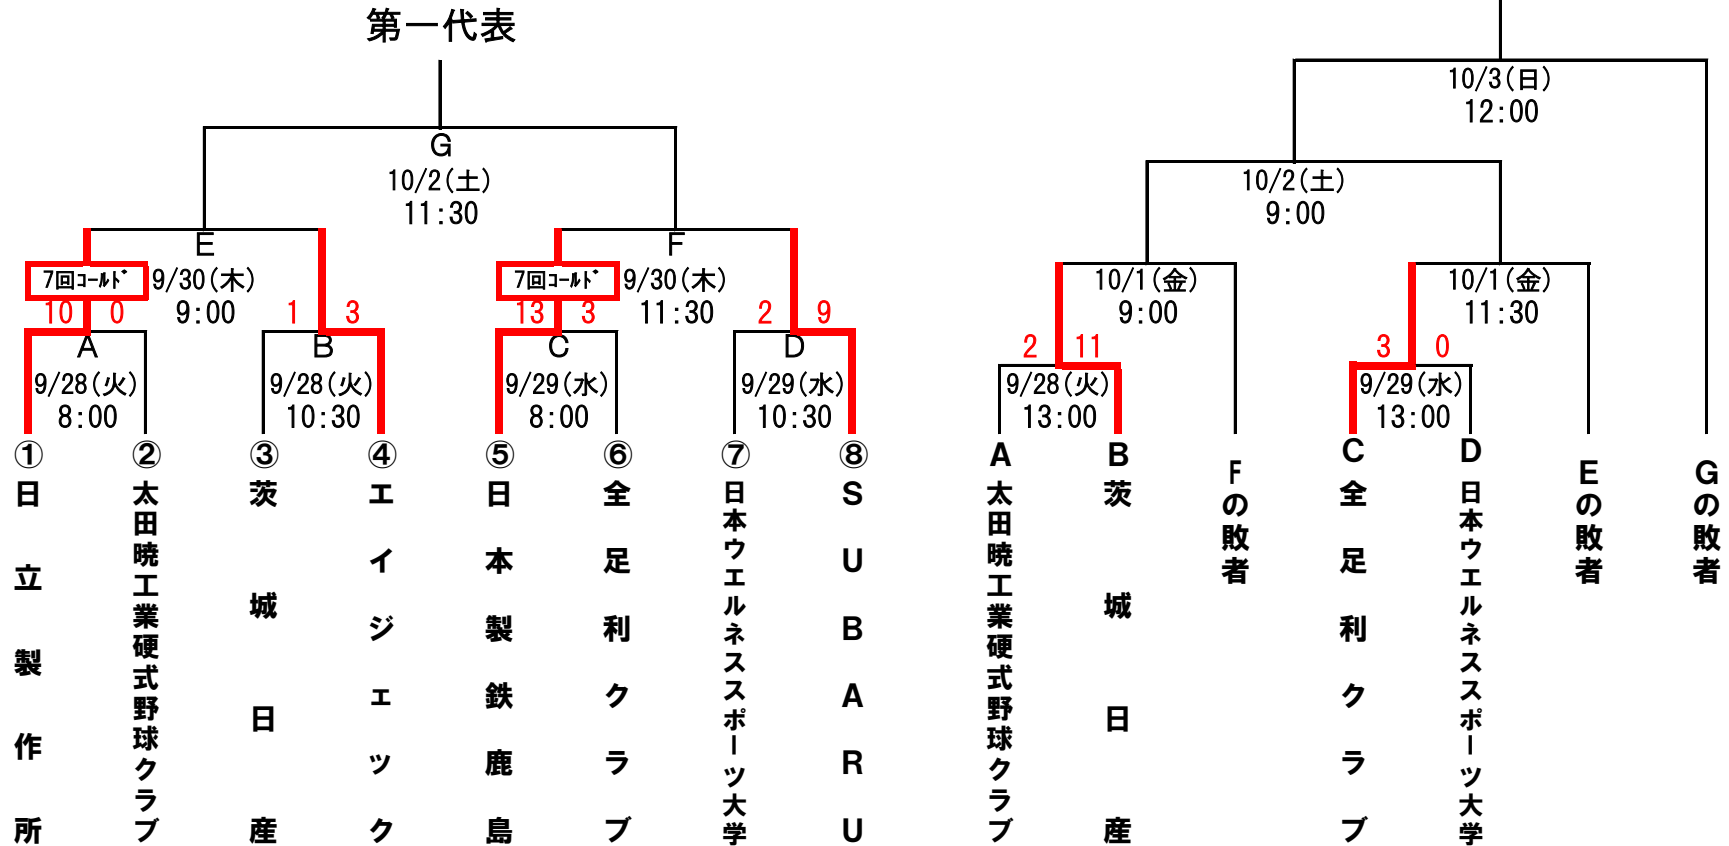 第一代表
G
10/2(土)
11:30
E
9/30(木)
9:00
F
9/30(木)
11:30
7回コールド
10 0
A
9/28(火)
8:00
1 3
B
9/28(火)
10:30
7回コールド
13 3
C
9/29(水)
8:00
2 9
D
9/29(水)
10:30
①日立製作所
②太田暁工業硬式野球クラブ
③茨城日産
④エイジェック
⑤日本製鉄鹿島
⑥全足利クラブ
⑦日本ウエルネススポーツ大学
⑧SUBARU
10/3(日)
12:00
10/2(土)
9:00
10/1(金)
9:00
10/1(金)
11:30
2 11
9/28(火)
13:00
3 0
9/29(水)
13:00
A太田暁工業硬式野球クラブ
B茨城日産
Fの敗者
C全足利クラブ
D日本ウエルネススポーツ大学
Eの敗者
Gの敗者